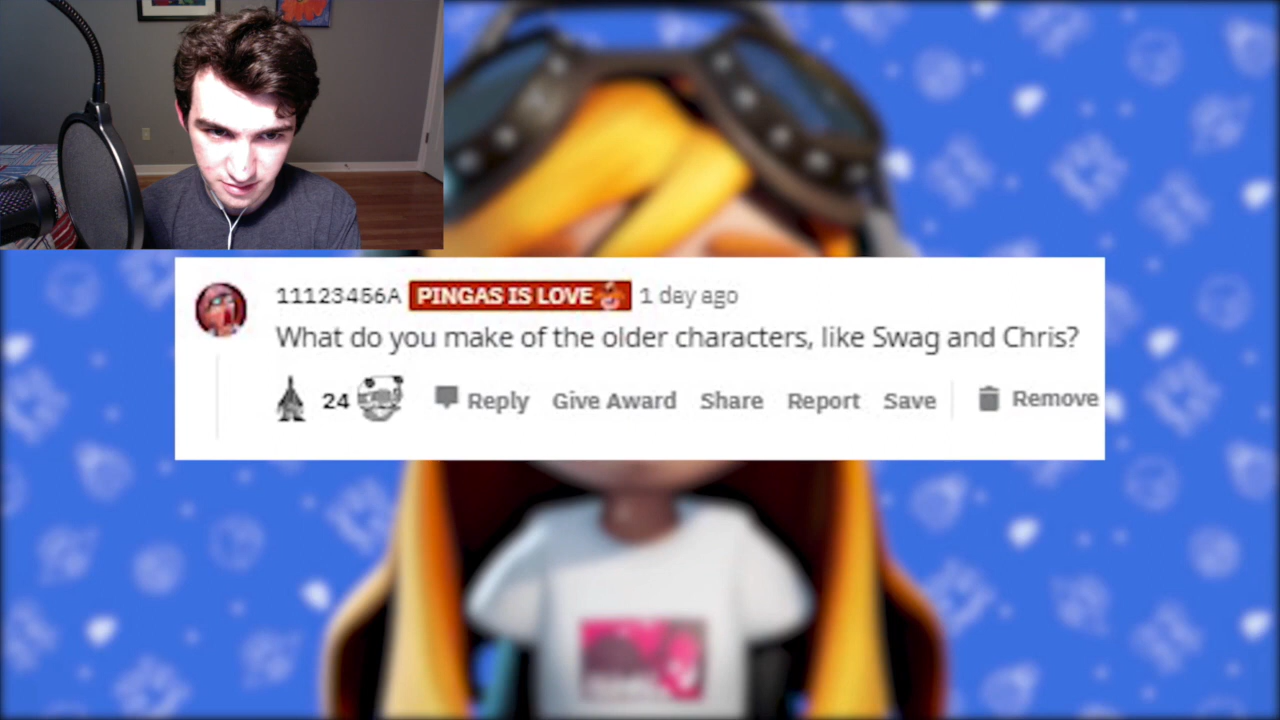 11123456A PINGAS IS LOVE 1 day ago
What do you make of the older characters, like Swag and Chris?
24 Reply Give Award Share Report Save Remove